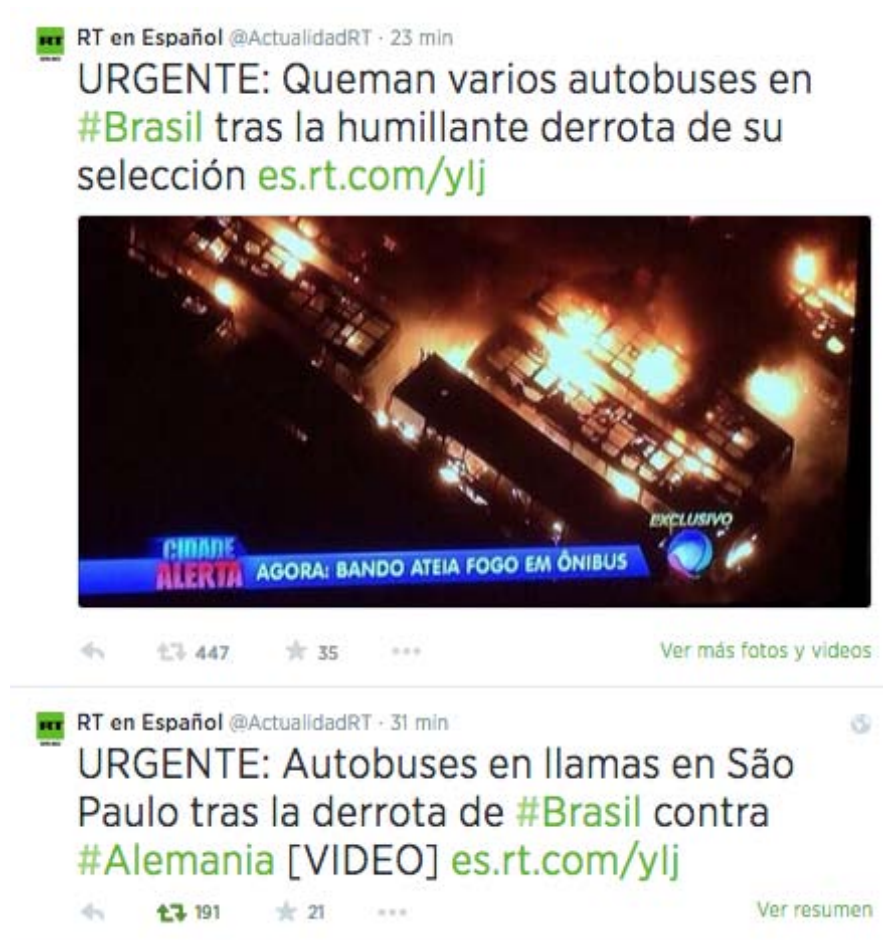 RT en Español @ActualidadRT · 23 min
URGENTE: Queman varios autobuses en
#Brasil tras la humillante derrota de su
selección es.rt.com/ylj
EXCLUSIVO
CIDADE
ALERTA AGORA: BANDO ATEIA FOGO EM ÔNIBUS
447 35 ••• Ver más fotos y videos
RT en Español @ActualidadRT · 31 min
URGENTE: Autobuses en llamas en São
Paulo tras la derrota de #Brasil contra
#Alemania [VIDEO] es.rt.com/ylj
191 21 ••• Ver resumen